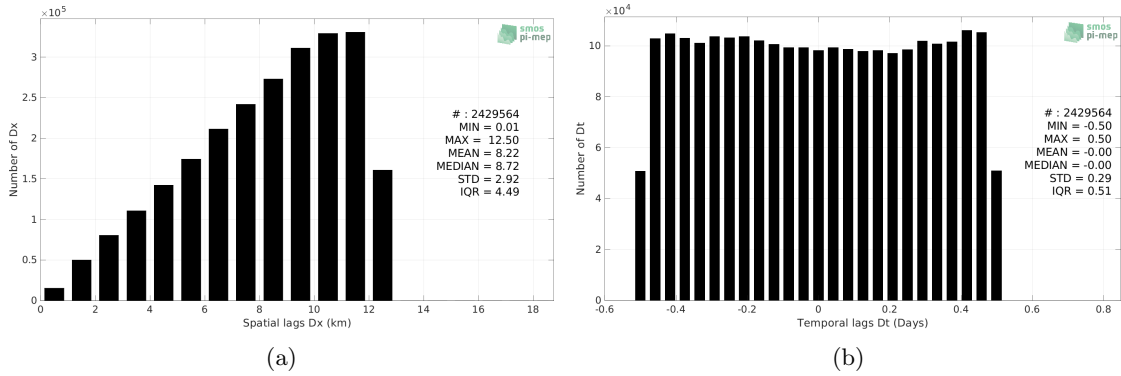 ×10⁵
smos
pi-mep
3
2.5
2
1.5
1
0.5
0
Number of Dx
# : 2429564
MIN = 0.01
MAX = 12.50
MEAN = 8.22
MEDIAN = 8.72
STD = 2.92
IQR = 4.49
0 2 4 6 8 10 12 14 16 18
Spatial lags Dx (km)
(a)
×10⁴
smos
pi-mep
10
8
6
4
2
0
Number of Dt
# : 2429564
MIN = -0.50
MAX = 0.50
MEAN = -0.00
MEDIAN = -0.00
STD = 0.29
IQR = 0.51
-0.6 -0.4 -0.2 0 0.2 0.4 0.6 0.8
Temporal lags Dt (Days)
(b)